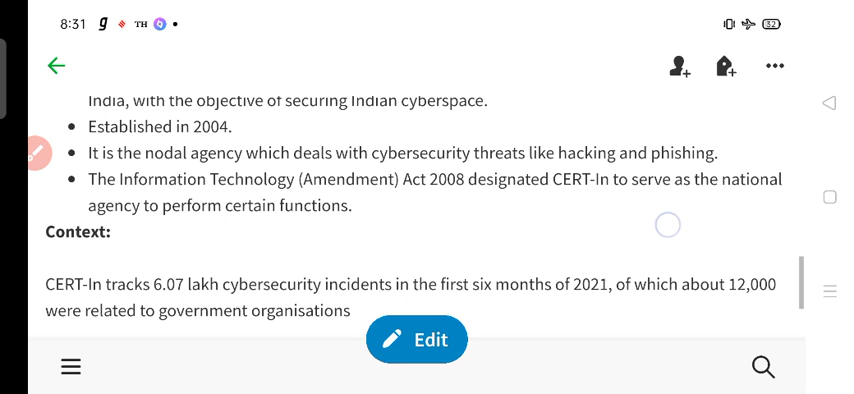 8:31 g TH 32
India, with the objective of securing Indian cyberspace.
Established in 2004.
It is the nodal agency which deals with cybersecurity threats like hacking and phishing.
The Information Technology (Amendment) Act 2008 designated CERT-In to serve as the national
agency to perform certain functions.
Context:
CERT-In tracks 6.07 lakh cybersecurity incidents in the first six months of 2021, of which about 12,000
were related to government organisations
Edit